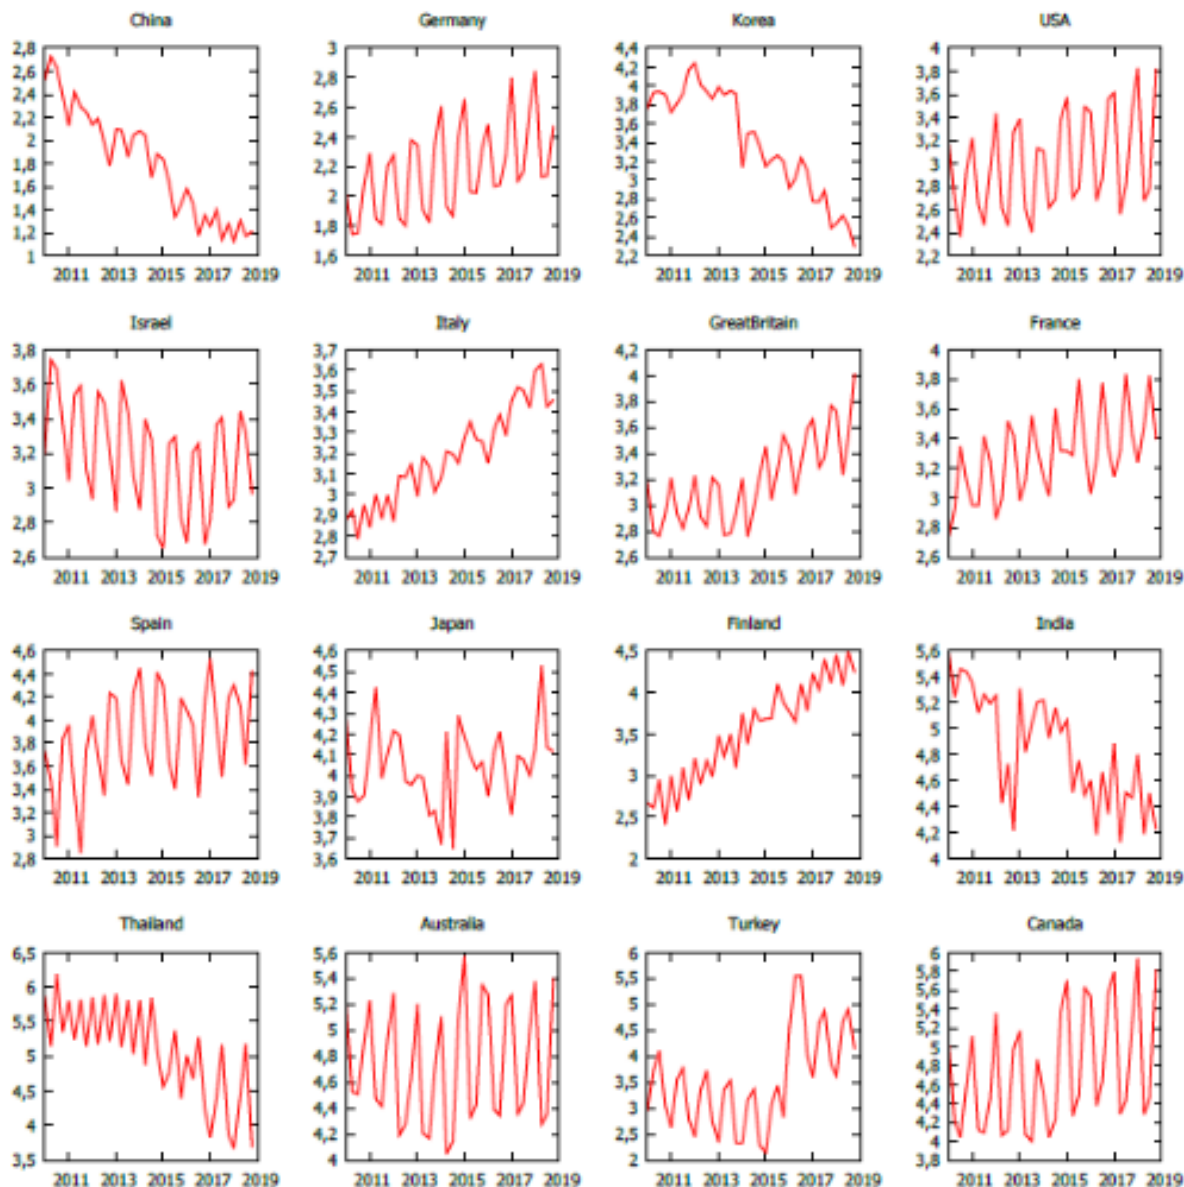 China Germany Korea USA
2,8 3 4,4 4
2,6 2,8 4,2 3,8
2,4 2,6 4 3,6
2,2 2,4 3,8 3,4
2 2,2 3,6 3,2
1,8 2 3,4 3
1,6 1,8 3,2 2,8
1,4 1,6 3 2,6
1,2 2,8 2,4
1 2,6 2,2
2,4
2,2
2011 2013 2015 2017 2019 2011 2013 2015 2017 2019 2011 2013 2015 2017 2019 2011 2013 2015 2017 2019
Israel Italy GreatBritain France
3,8 3,7 4,2 4
3,6 3,6 4 3,8
3,4 3,5 3,8 3,6
3,2 3,4 3,6 3,4
3 3,3 3,4 3,2
2,8 3,2 3,2 3
2,6 3,1 3 2,8
3 2,8 2,6
2,9 2,6
2,8
2,7
2011 2013 2015 2017 2019 2011 2013 2015 2017 2019 2011 2013 2015 2017 2019 2011 2013 2015 2017 2019
Spain Japan Finland India
4,6 4,6 4,5 5,6
4,4 4,5 4 5,4
4,2 4,4 3,5 5,2
4 4,3 3 5
3,8 4,2 2,5 4,8
3,6 4,1 2 4,6
3,4 4 4,4
3,2 3,9 4,2
3 3,8 4
2,8 3,7
3,6
2011 2013 2015 2017 2019 2011 2013 2015 2017 2019 2011 2013 2015 2017 2019 2011 2013 2015 2017 2019
Thailand Australia Turkey Canada
6,5 5,6 6 6
6 5,4 5,5 5,8
5,5 5,2 5 5,6
5 5 4,5 5,4
4,5 4,8 4 5,2
4 4,6 3,5 5
3,5 4,4 3 4,8
4,2 2,5 4,6
4 2 4,4
4,2
4
3,8
2011 2013 2015 2017 2019 2011 2013 2015 2017 2019 2011 2013 2015 2017 2019 2011 2013 2015 2017 2019